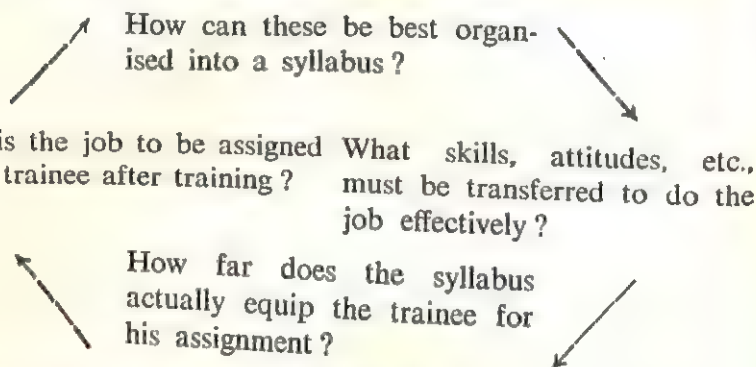 How can these be best organ-
ised into a syllabus ?
is the job to be assigned
trainee after training ?
What skills, attitudes, etc.,
must be transferred to do the
job effectively ?
How far does the syllabus
actually equip the trainee for
his assignment ?